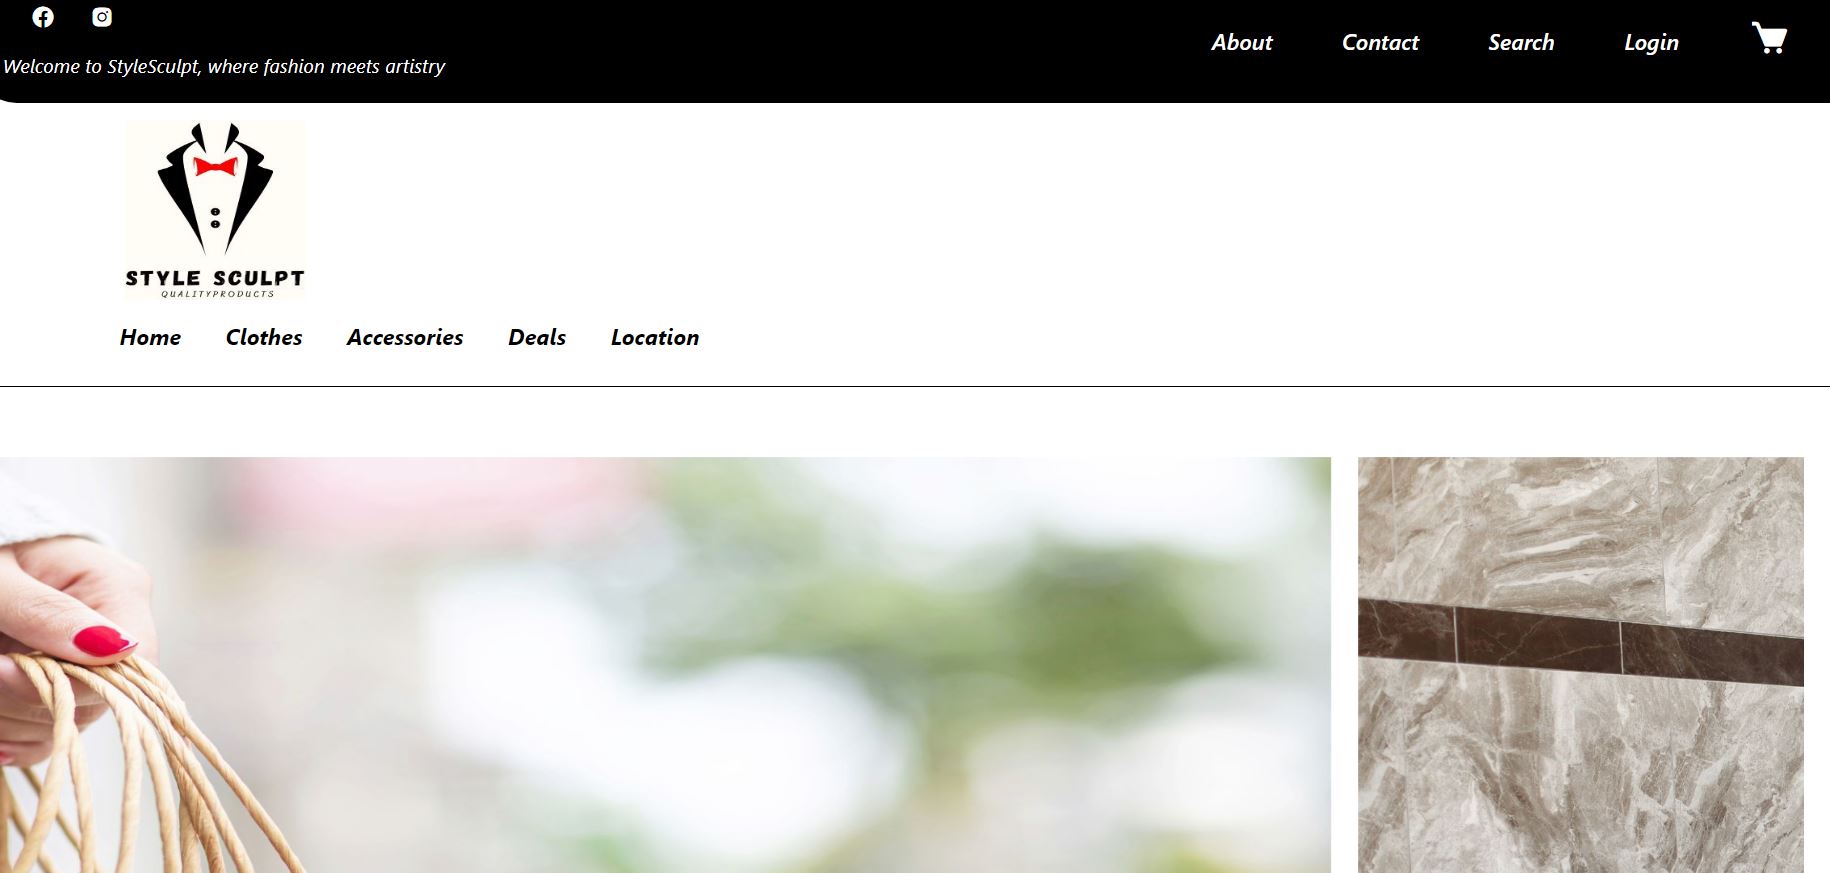 Welcome to StyleSculpt, where fashion meets artistry
About Contact Search Login
STYLE SCULPT
QUALITYPRODUCTS
Home Clothes Accessories Deals Location